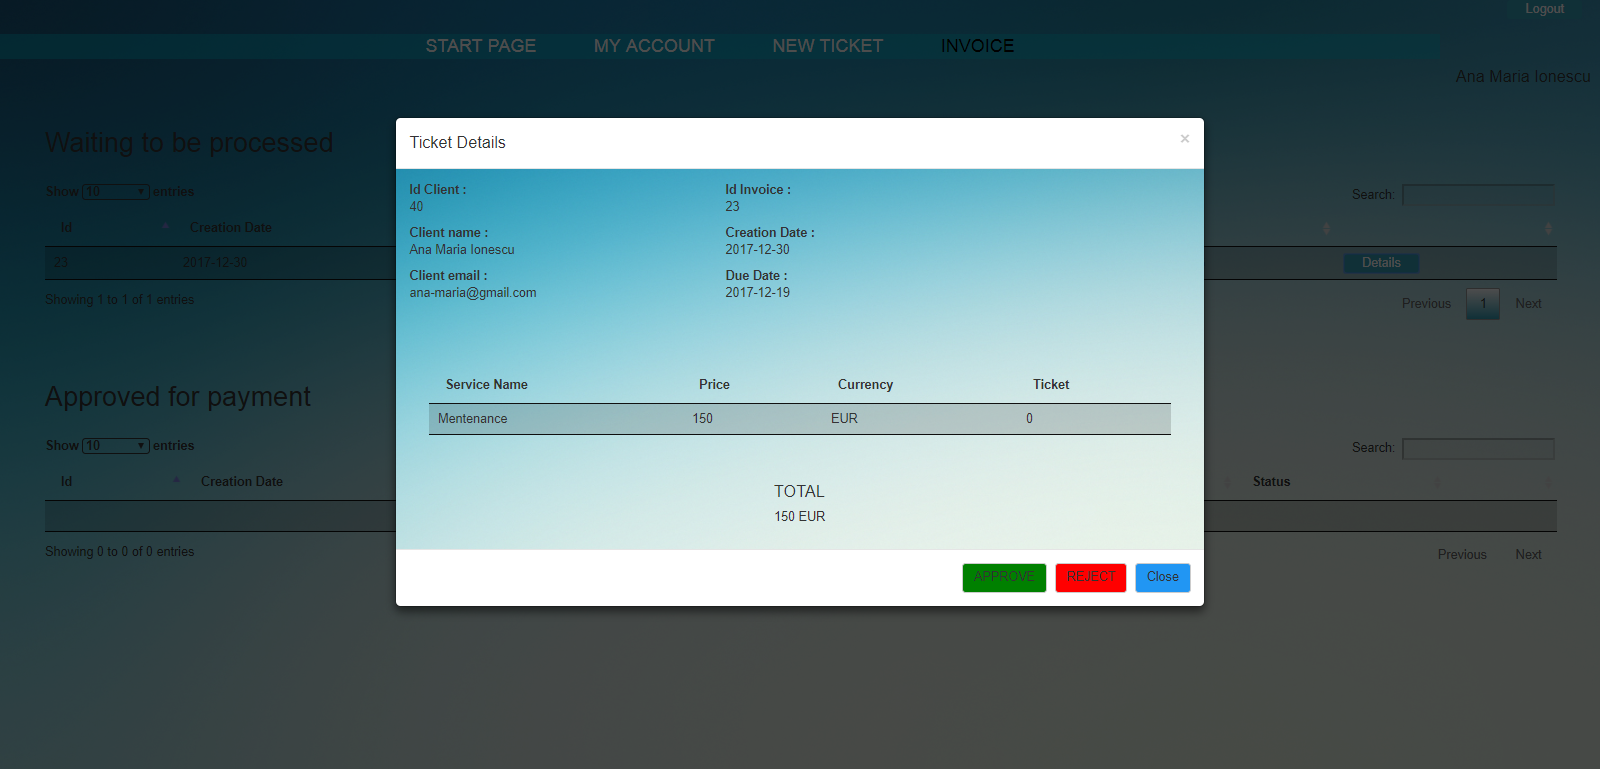 Logout
START PAGE MY ACCOUNT NEW TICKET INVOICE
Ana Maria Ionescu
Waiting to be processed
Show 10 entries
Search:
Id Creation Date
23 2017-12-30 Details
Showing 1 to 1 of 1 entries
Previous 1 Next
Approved for payment
Show 10 entries
Search:
Id Creation Date Status
Showing 0 to 0 of 0 entries
Previous Next
Ticket Details ×
Id Client : Id Invoice :
40 23
Client name : Creation Date :
Ana Maria Ionescu 2017-12-30
Client email : Due Date :
ana-maria@gmail.com 2017-12-19
Service Name Price Currency Ticket
Mentenance 150 EUR 0
TOTAL
150 EUR
APPROVE REJECT Close